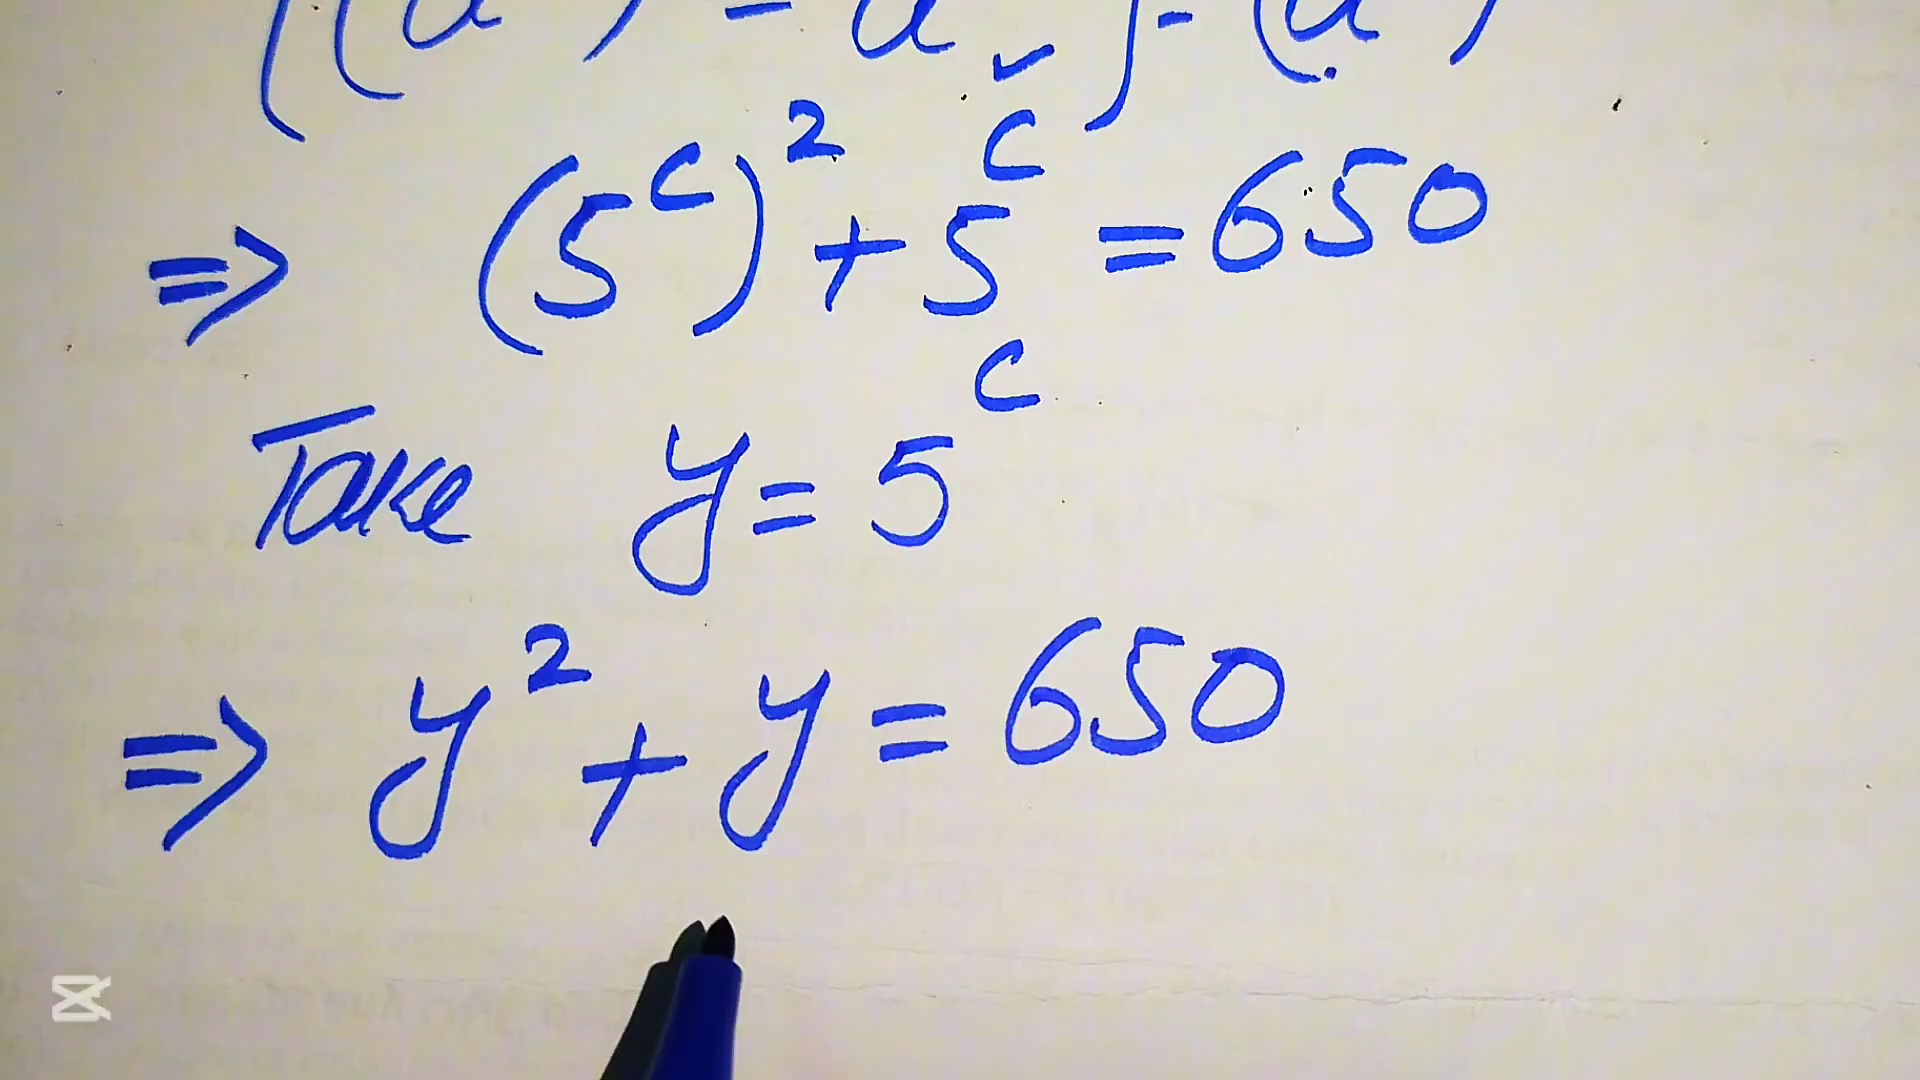 [(a ) = a ] = (a )
⇒ (5^c)^2 + 5^c = 650
Take y = 5^c
⇒ y^2 + y = 650